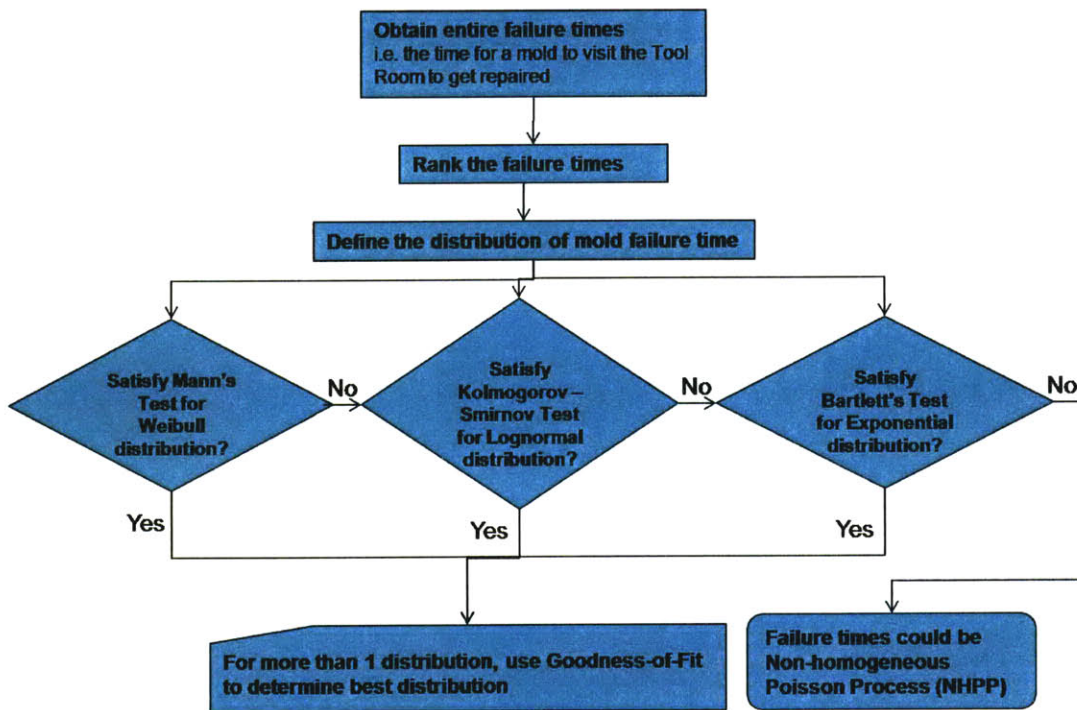 Obtain entire failure times
i.e. the time for a mold to visit the Tool
Room to get repaired
Rank the failure times
Define the distribution of mold failure time
Satisfy Mann's
Test for
Weibull
distribution?
No
Satisfy
Kolmogorov –
Smirnov Test
for Lognormal
distribution?
No
Satisfy
Bartlett's Test
for Exponential
distribution?
No
Yes
Yes
Yes
For more than 1 distribution, use Goodness-of-Fit
to determine best distribution
Failure times could be
Non-homogeneous
Poisson Process (NHPP)